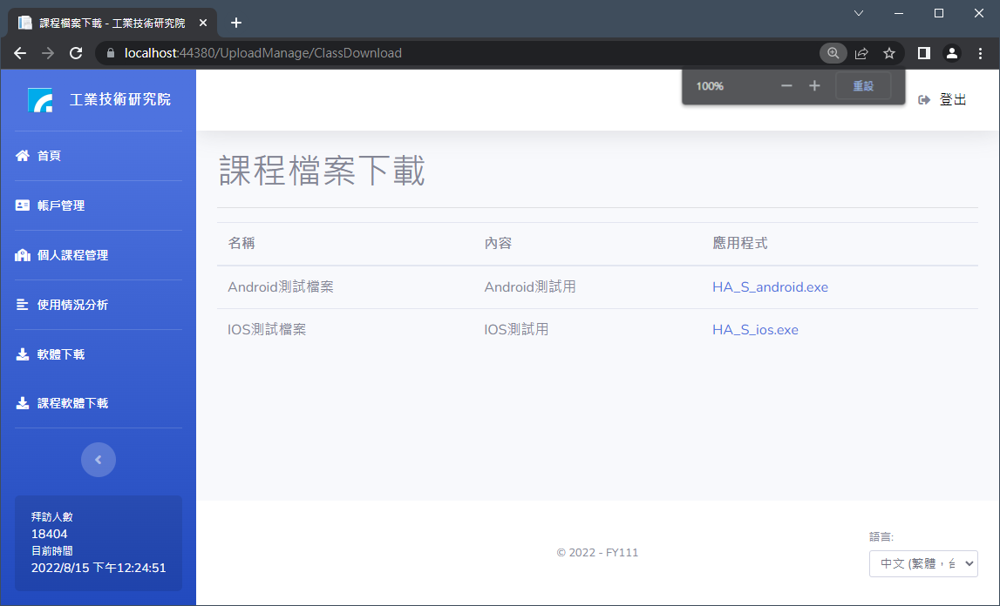 課程檔案下載 - 工業技術研究院
localhost:44380/UploadManage/ClassDownload
工業技術研究院
100%
重設
登出
首頁
帳戶管理
個人課程管理
使用情況分析
軟體下載
課程軟體下載
拜訪人數
18404
目前時間
2022/8/15 下午12:24:51
課程檔案下載
名稱 內容 應用程式
Android測試檔案 Android測試用 HA_S_android.exe
IOS測試檔案 IOS測試用 HA_S_ios.exe
© 2022 - FY111
語言:
中文 (繁體，